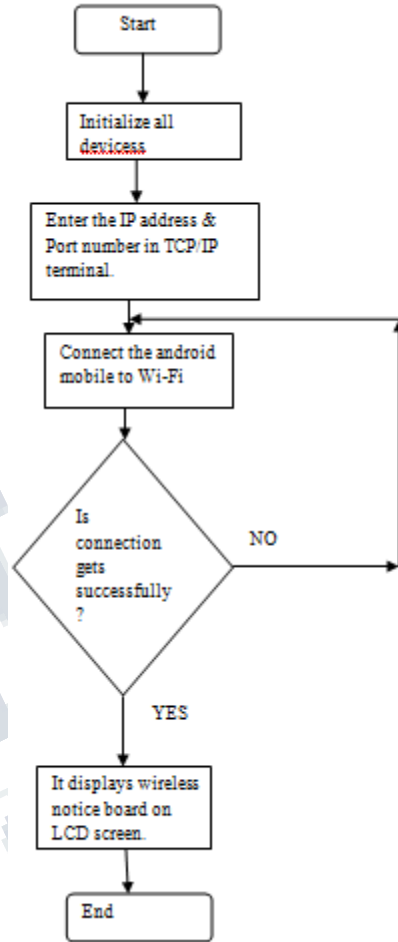 Start
Initialize all
devicess
Enter the IP address &
Port number in TCP/IP
terminal.
Connect the android
mobile to Wi-Fi
Is
connection
gets
successfully
?
NO
YES
It displays wireless
notice board on
LCD screen.
End